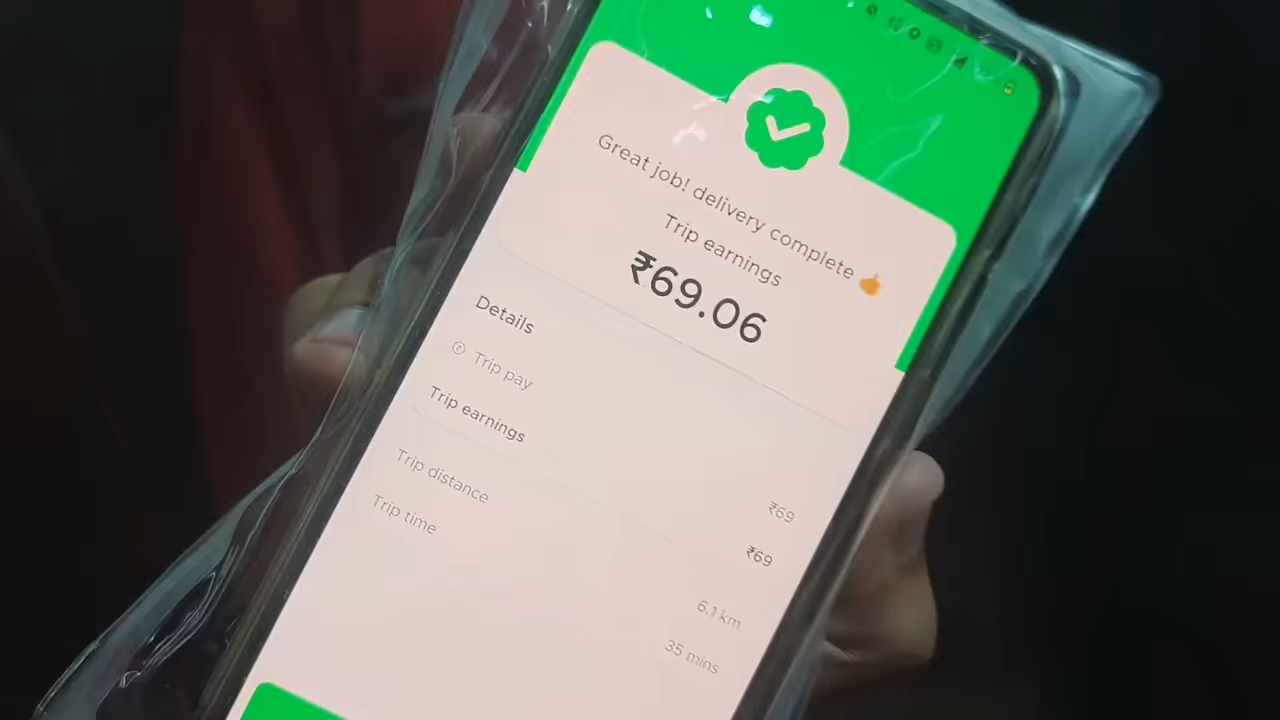 Great job! delivery complete
Trip earnings
₹69.06
Details
Trip pay ₹69
Trip earnings ₹69
Trip distance 6.1 km
Trip time 35 mins